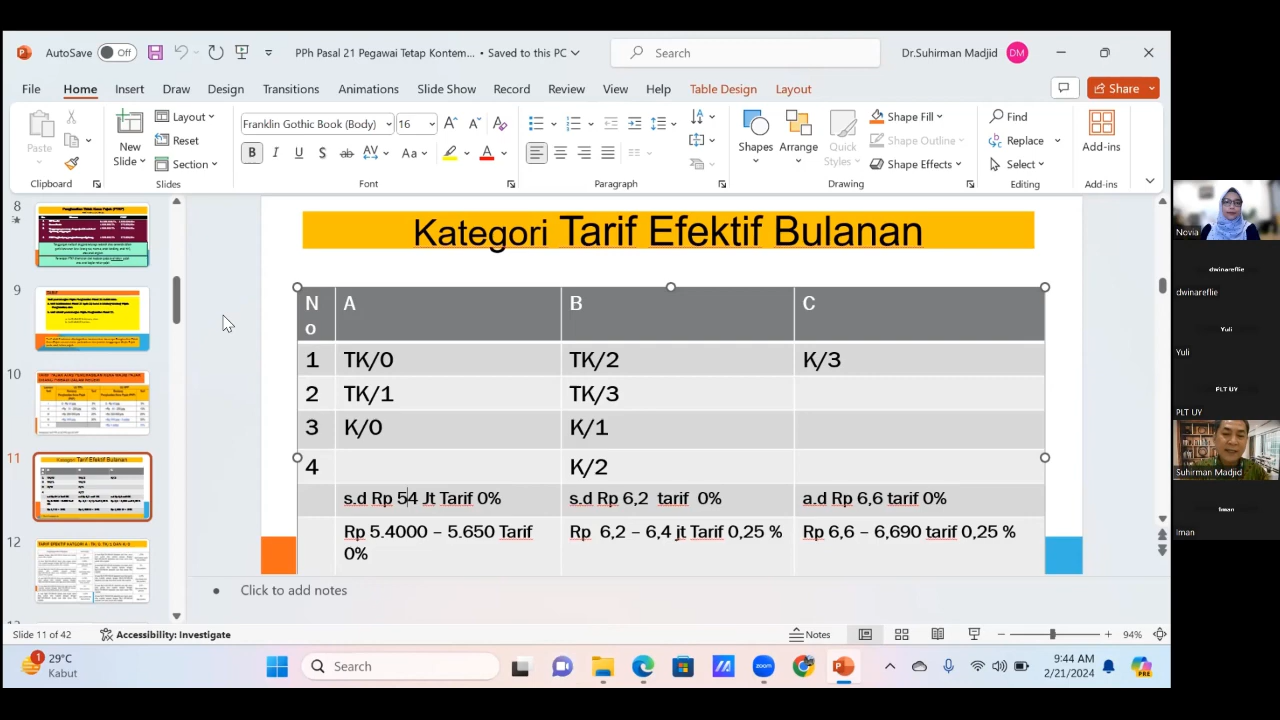 AutoSave Off PPh Pasal 21 Pegawai Tetap Kontem... • Saved to this PC Search Dr.Suhirman Madjid DM
File Home Insert Draw Design Transitions Animations Slide Show Record Review View Help Table Design Layout Share
Paste New Slide Layout Reset Section
Franklin Gothic Book (Body) 16
Shapes Arrange Quick Styles Shape Fill Shape Outline Shape Effects
Find Replace Select Add-ins
Clipboard Slides Font Paragraph Drawing Editing Add-ins
8
9
10
11
12
Kategori Tarif Efektif Bulanan
No A B C
1 TK/0 TK/2 K/3
2 TK/1 TK/3
3 K/0 K/1
4 K/2
s.d Rp 54 Jt Tarif 0% s.d Rp 6,2 tarif 0% a.d Rp 6,6 tarif 0%
Rp 5.4000 – 5.650 Tarif 0% Rp 6,2 – 6,4 jt Tarif 0,25 % Rp 6,6 – 6,690 tarif 0,25 %
Click to add notes
Slide 11 of 42 Accessibility: Investigate Notes 94%
1 29°C
Kabut
Search
zoom
9:44 AM
2/21/2024
PRE
Novia
dwinareflie
dwinareflie
Yuli
Yuli
PLT UY
PLT UY
Suhirman Madjid
Iman
Iman